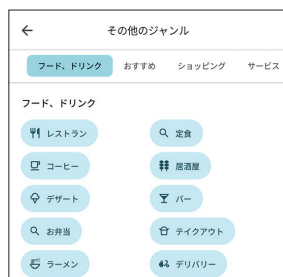 その他のジャンル
フード、ドリンク おすすめ ショッピング サービス
フード、ドリンク
レストラン 定食
コーヒー 居酒屋
デザート バー
お弁当 テイクアウト
ラーメン デリバリー